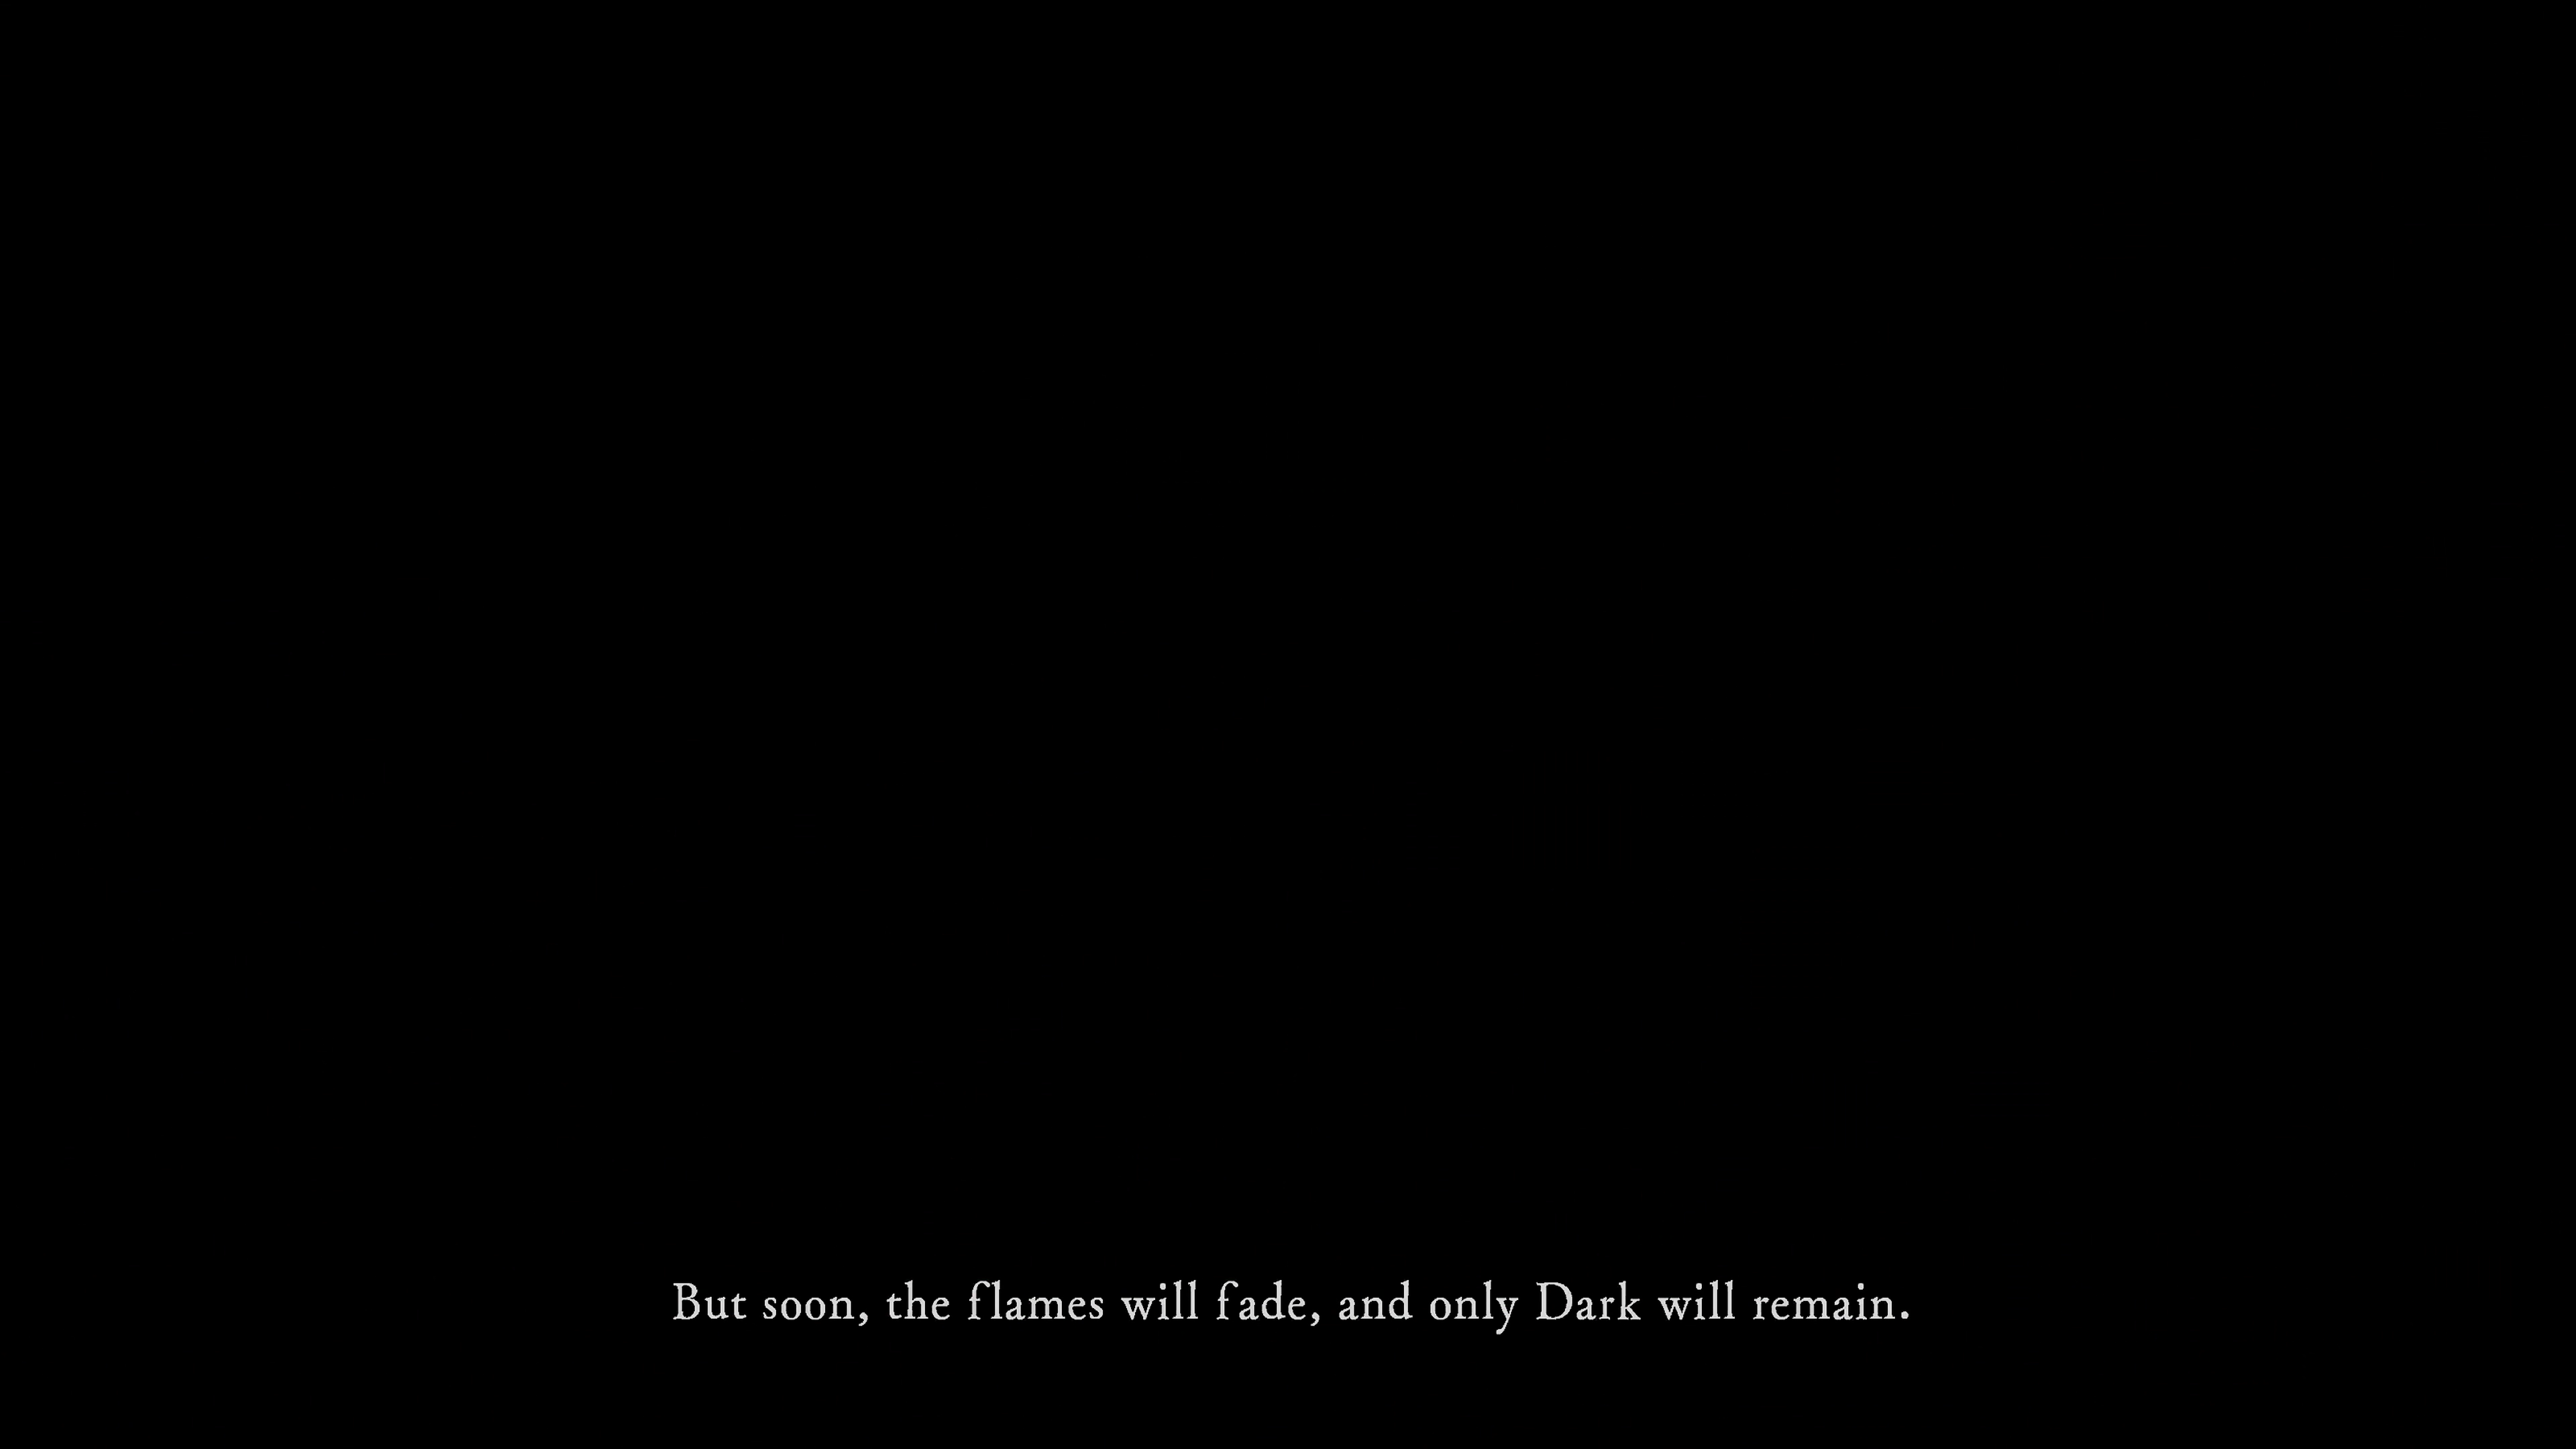 But soon, the flames will fade, and only Dark will remain.